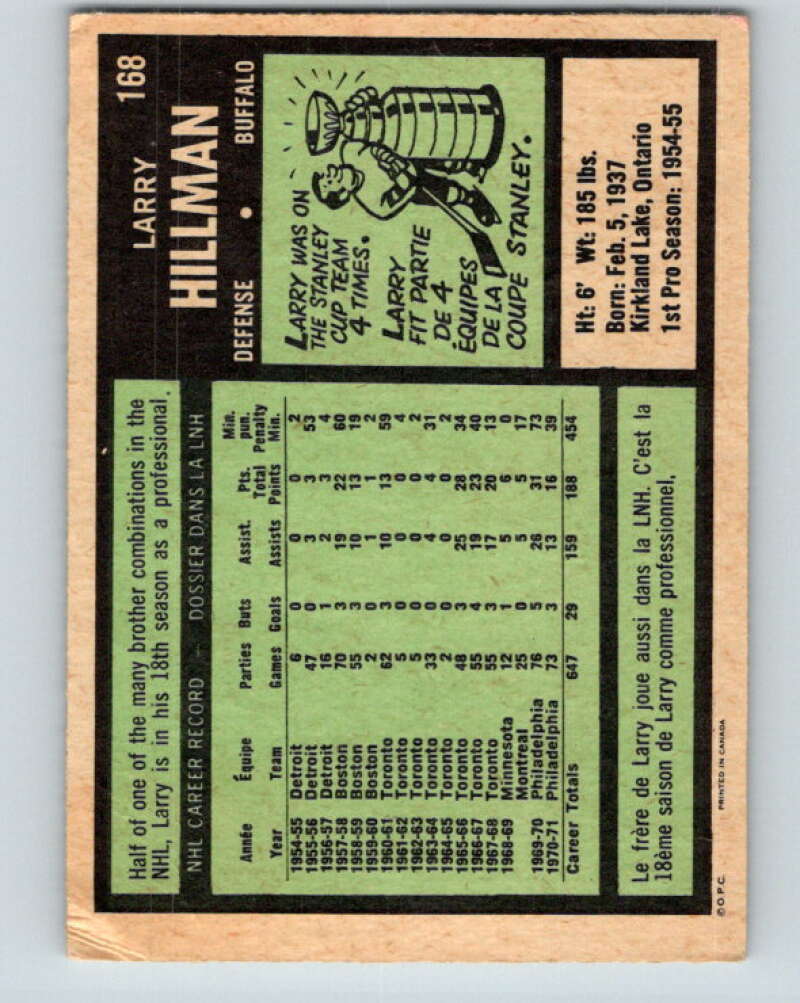 168
LARRY
HILLMAN
DEFENSE • BUFFALO
LARRY WAS ON
THE STANLEY
CUP TEAM
4 TIMES.
LARRY
FIT PARTIE
DE 4
ÉQUIPES
DE LA
COUPE STANLEY.
Ht: 6' Wt: 185 lbs.
Born: Feb. 5, 1937
Kirkland Lake, Ontario
1st Pro Season: 1954-55
Half of one of the many brother combinations in the
NHL, Larry is in his 18th season as a professional.
NHL CAREER RECORD – DOSSIER DANS LA LNH
Année Équipe Parties Buts Assist. Pts. Total Min. pun.
Year Team Games Goals Assists Points Penalty Min.
1954-55 Detroit 6 0 0 0 2
1955-56 Detroit 47 0 3 3 53
1956-57 Detroit 16 1 2 3 4
1957-58 Boston 70 3 19 22 60
1958-59 Boston 55 3 10 13 19
1959-60 Boston 2 0 1 1 2
1960-61 Toronto 62 3 10 13 59
1961-62 Toronto 5 0 0 0 4
1962-63 Toronto 5 0 0 0 2
1963-64 Toronto 33 0 4 4 31
1964-65 Toronto 2 0 0 0 2
1965-66 Toronto 48 3 25 28 34
1966-67 Toronto 55 4 19 23 40
1967-68 Toronto 55 3 17 20 13
1968-69 Minnesota 12 1 5 6 0
Montreal 25 0 5 5 17
1969-70 Philadelphia 76 5 26 31 73
1970-71 Philadelphia 73 3 13 16 39
Career Totals 647 29 159 188 454
Le frère de Larry joue aussi dans la LNH. C'est la
18ème saison de Larry comme professionnel,
©O.P.C. PRINTED IN CANADA